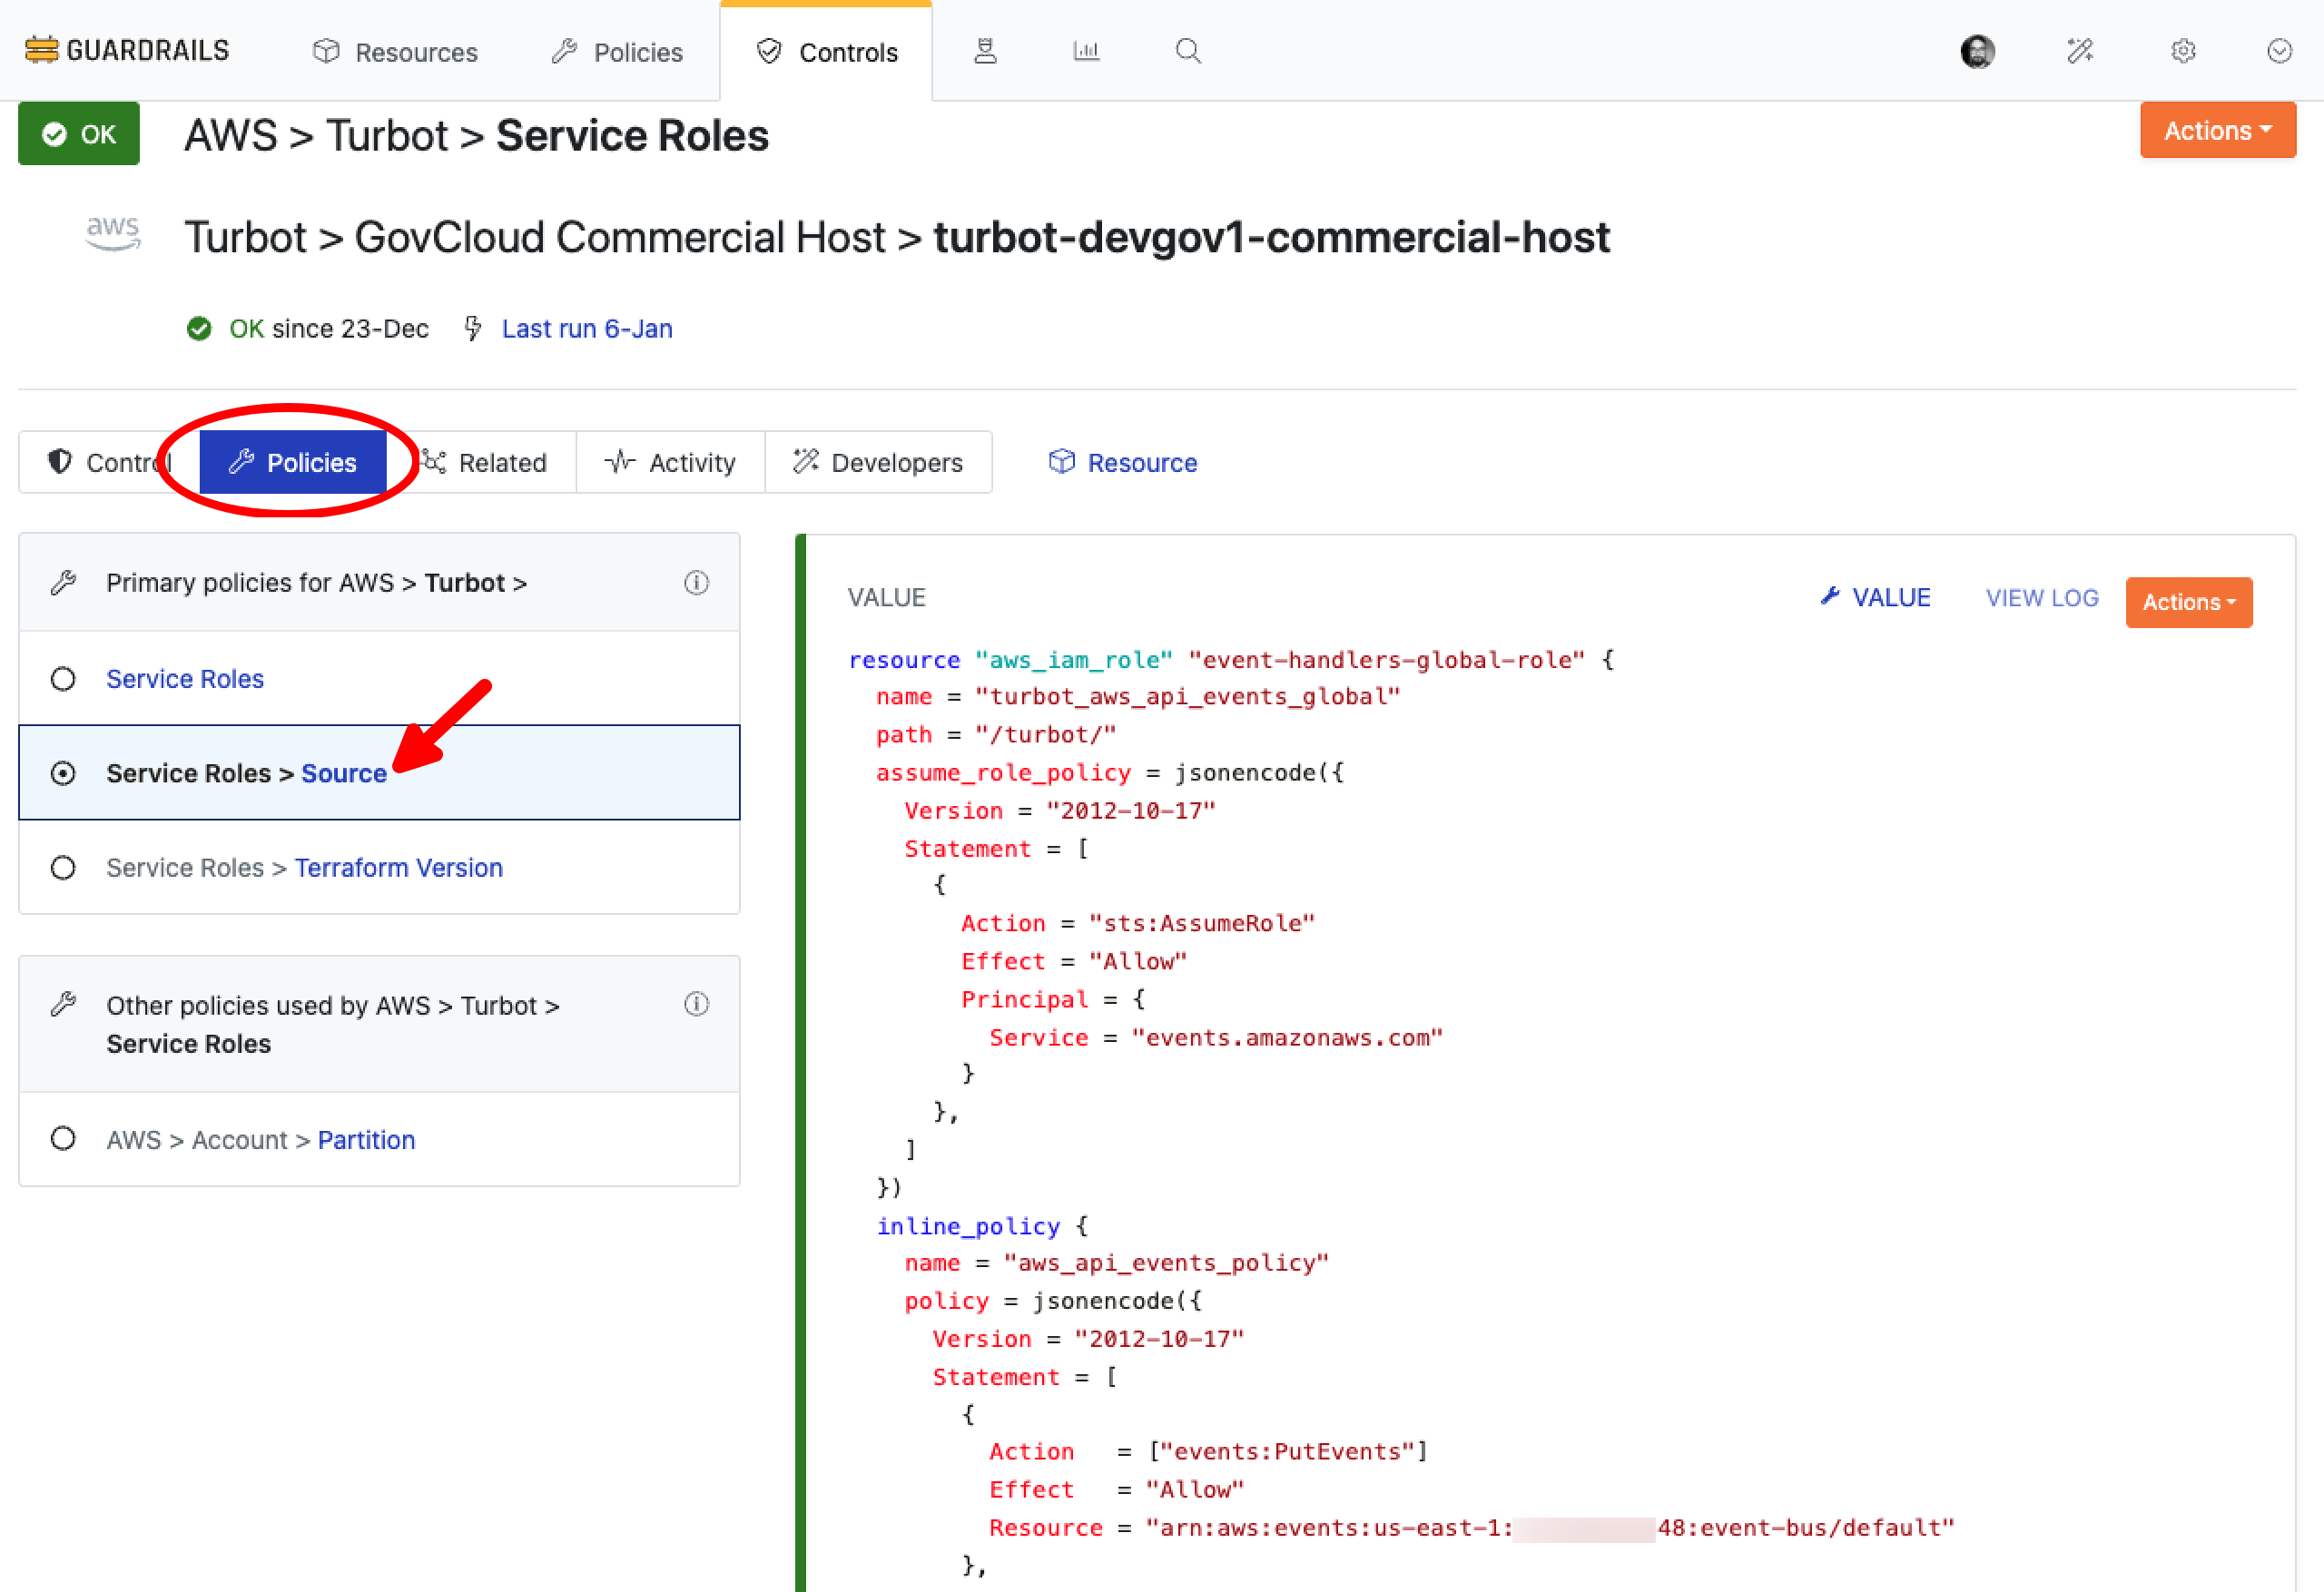 GUARDRAILS
Resources
Policies
Controls
OK
AWS > Turbot > Service Roles
Actions
aws
Turbot > GovCloud Commercial Host > turbot-devgov1-commercial-host
OK since 23-Dec
Last run 6-Jan
Control
Policies
Related
Activity
Developers
Resource
Primary policies for AWS > Turbot >
Service Roles
Service Roles > Source
Service Roles > Terraform Version
Other policies used by AWS > Turbot >
Service Roles
AWS > Account > Partition
VALUE
VALUE
VIEW LOG
Actions
resource "aws_iam_role" "event-handlers-global-role" {
name = "turbot_aws_api_events_global"
path = "/turbot/"
assume_role_policy = jsonencode({
Version = "2012-10-17"
Statement = [
{
Action = "sts:AssumeRole"
Effect = "Allow"
Principal = {
Service = "events.amazonaws.com"
}
},
]
})
inline_policy {
name = "aws_api_events_policy"
policy = jsonencode({
Version = "2012-10-17"
Statement = [
{
Action = ["events:PutEvents"]
Effect = "Allow"
Resource = "arn:aws:events:us-east-1: 48:event-bus/default"
},